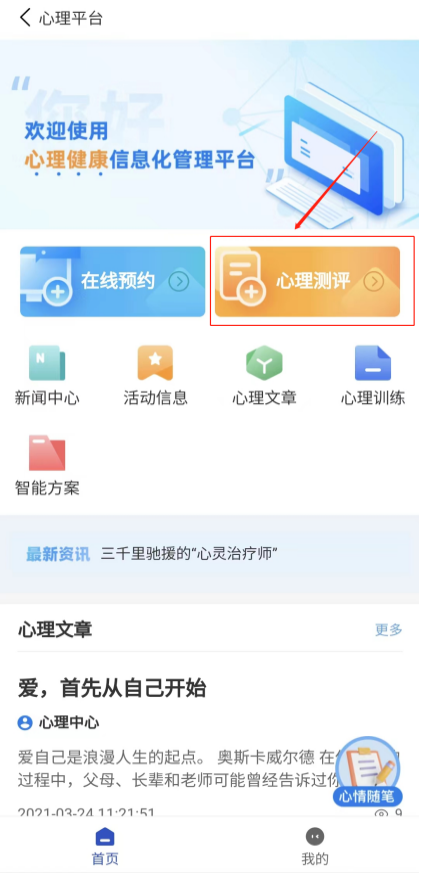 心理平台
您好
欢迎使用
心理健康信息化管理平台
在线预约
心理测评
N
新闻中心
活动信息
心理文章
心理训练
智能方案
最新资讯 三千里驰援的“心灵治疗师”
心理文章 更多
爱，首先从自己开始
心理中心
爱自己是浪漫人生的起点。 奥斯卡威尔德 在
过程中，父母、长辈和老师可能曾经告诉过你
心情随笔
2021-03-24 11:21:51 9
首页 我的